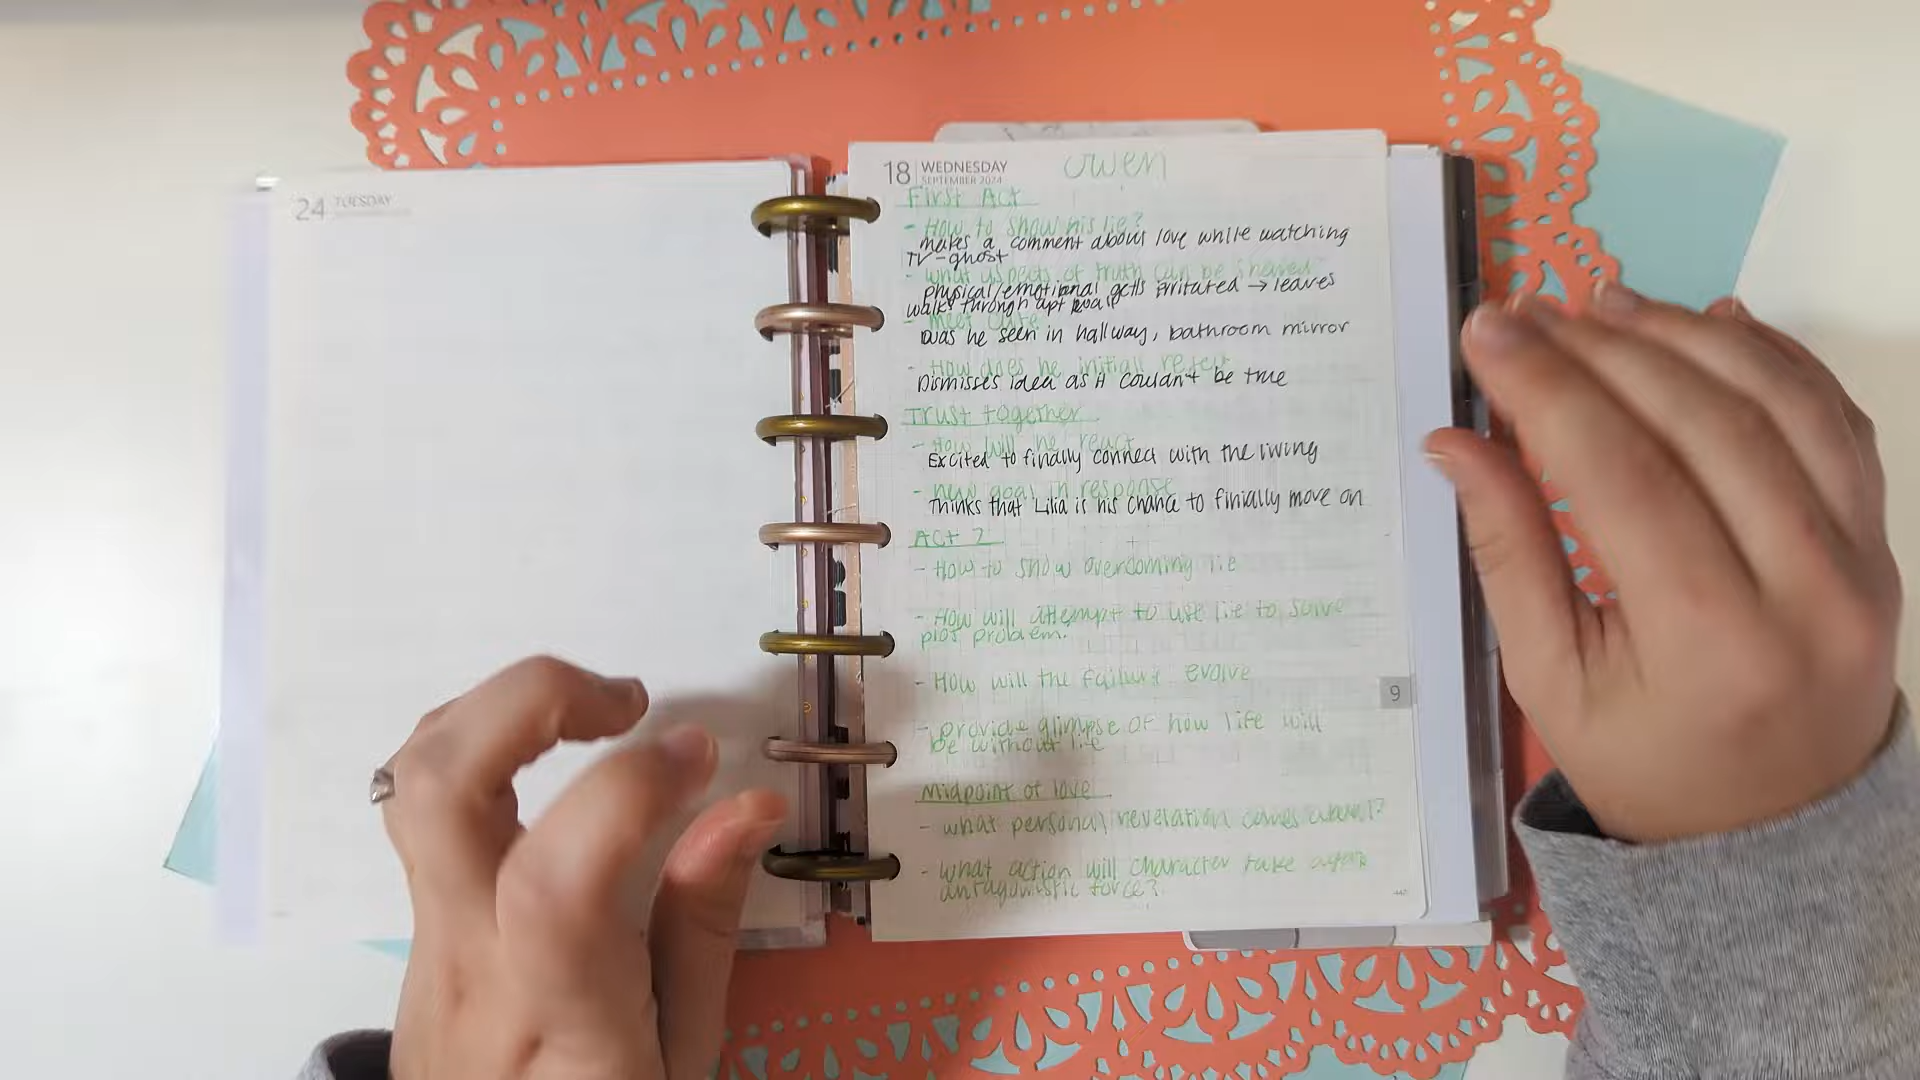 24 TUESDAY
18 WEDNESDAY
SEPTEMBER 2024
owen
First Act
- How to show his lie?
makes a comment about love while watching
TV - ghost
- what aspects of truth can be shared
physical/emotional gets irritated → leaves
walks through apt
- meet cute
was he seen in hallway, bathroom mirror
- How does he initiall reject
Dismisses idea as it couldn't be true
Trust together
- How will he react
Excited to finally connect with the living
- new goal in response
Thinks that Lilia is his chance to finially move on
Act 2
- How to show overcoming lie
- How will attempt to use lie to solve
plot problem.
- How will the failure evolve
- provide glimpse of how life will
be without lie
9
Midpoint of love
- what personal revelation comes
- what action will character take
antagonistic force?